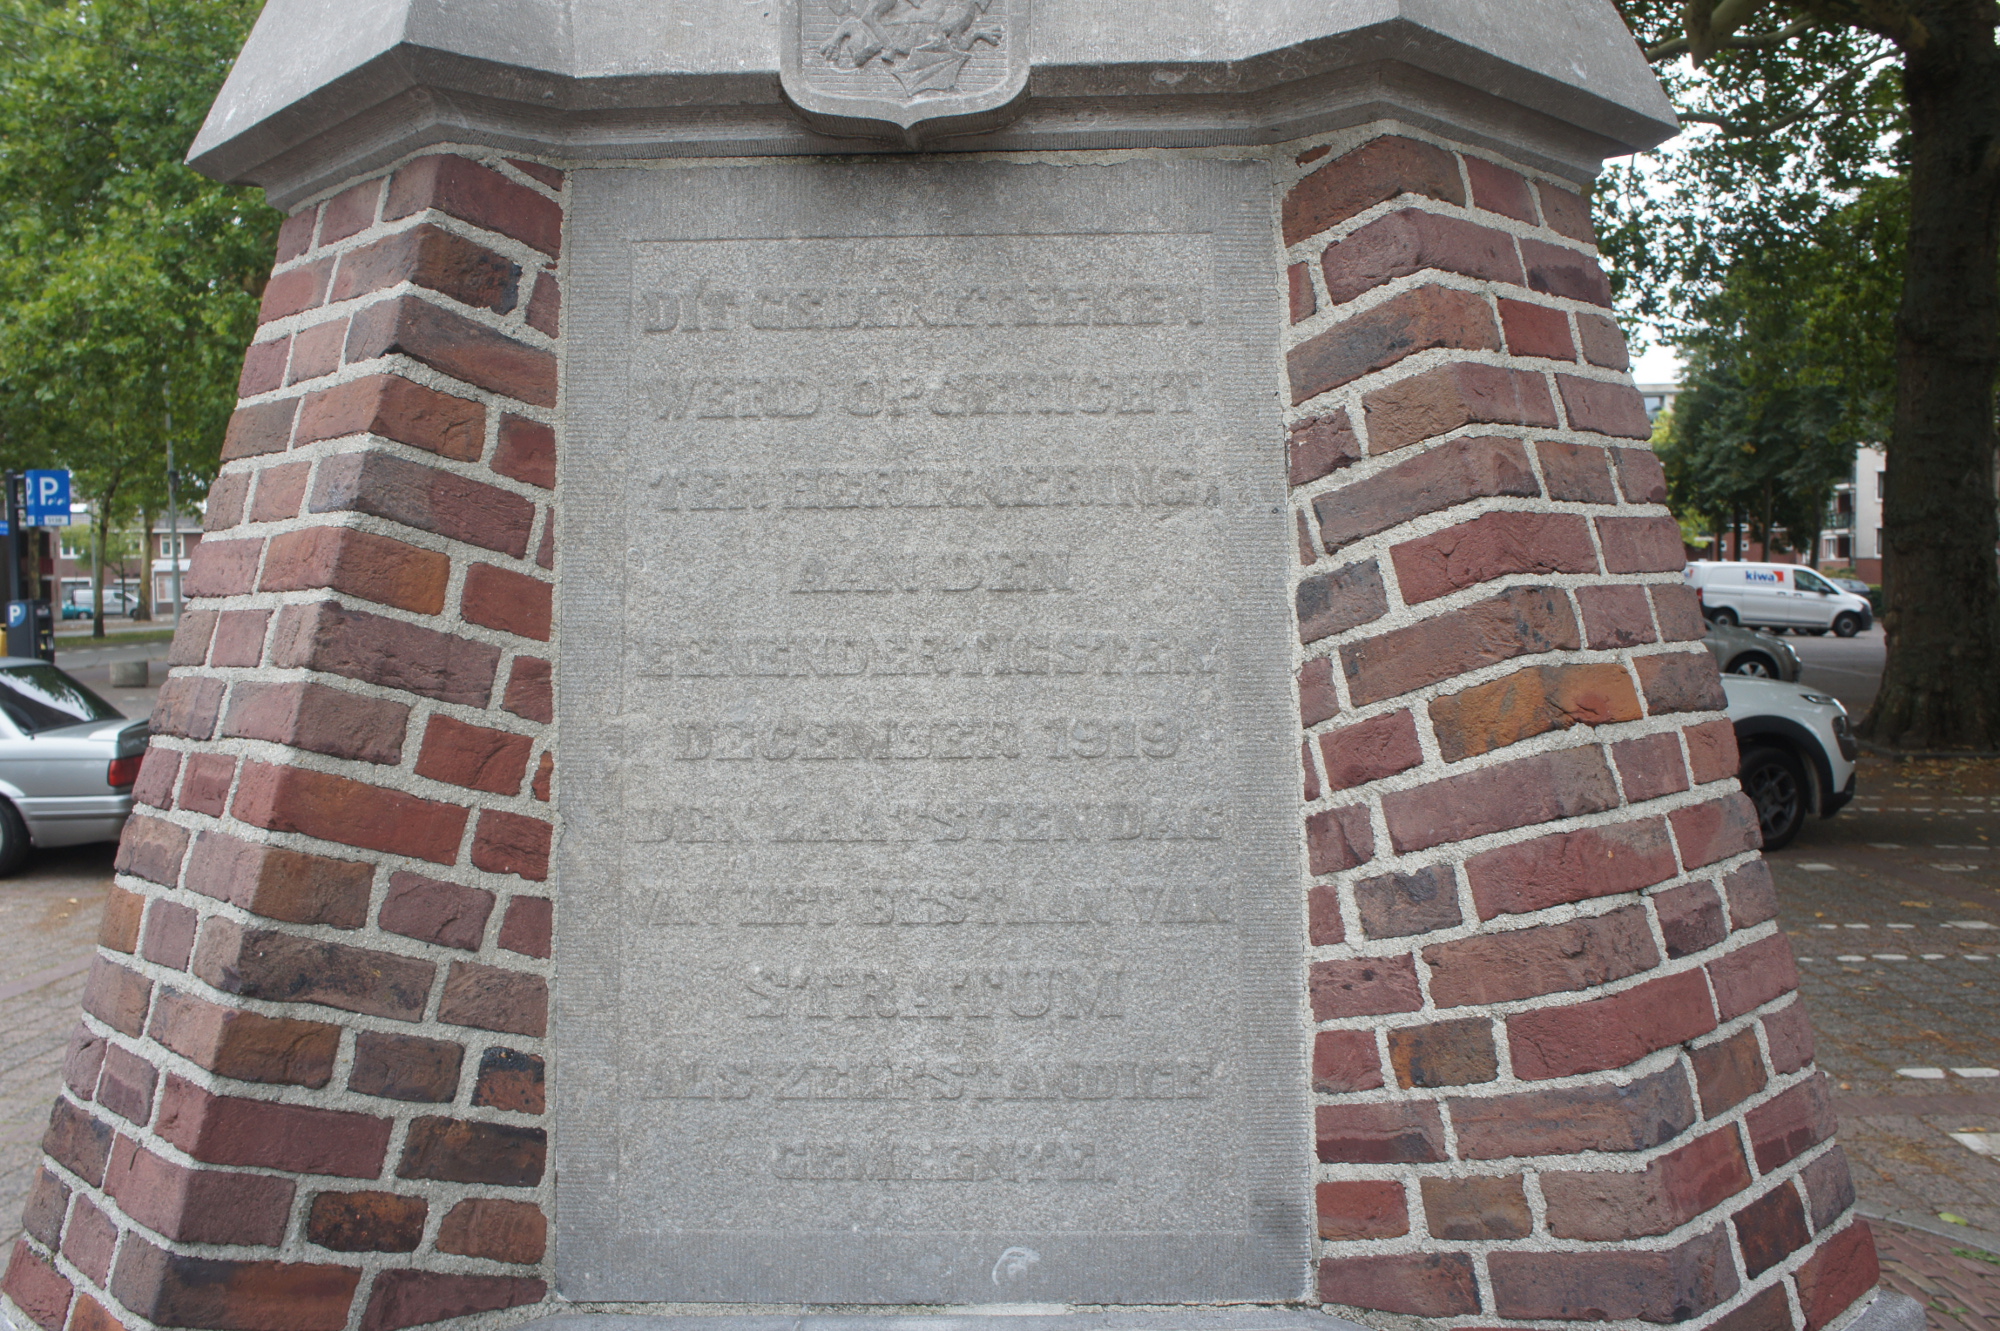 DIT GEDENKTEEKEN
WERD OPGERICHT
TER HERINNERING
AAN DEN
EENENDERTIGSTEN
DECEMBER 1919
DEN LAATSTEN DAG
VAN HET BESTAAN VAN
STRATUM
ALS ZELFSTANDIGE
GEMEENTE.
P
P
kiwa